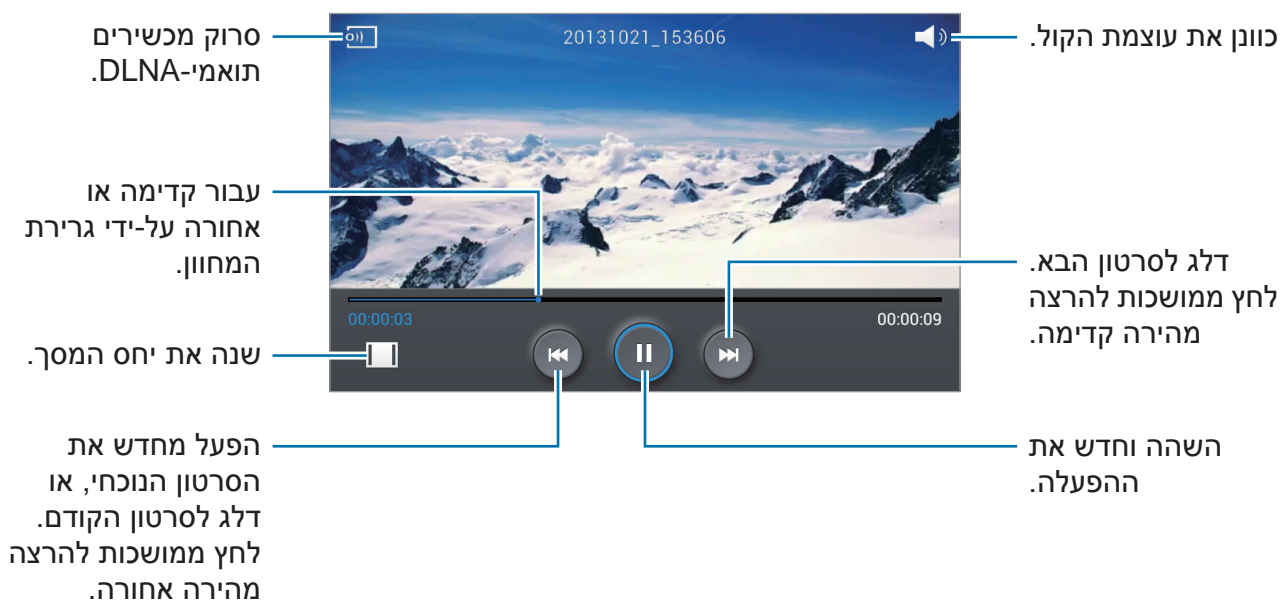 סרוק מכשירים
תואמי-DLNA.
20131021_153606
כוונן את עוצמת הקול.
עבור קדימה או
אחורה על-ידי גרירת
המחוון.
דלג לסרטון הבא.
לחץ ממושכות להרצה
מהירה קדימה.
00:00:03
00:00:09
שנה את יחס המסך.
הפעל מחדש את
הסרטון הנוכחי, או
דלג לסרטון הקודם.
לחץ ממושכות להרצה
מהירה אחורה.
השהה וחדש את
ההפעלה.